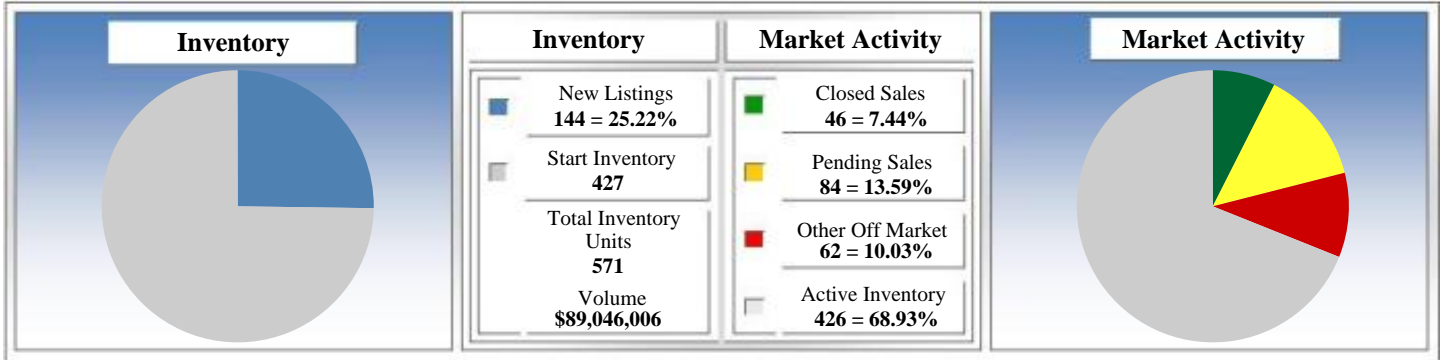 Inventory
Inventory
Market Activity
Market Activity
New Listings
144 = 25.22%
Start Inventory
427
Total Inventory
Units
571
Volume
$89,046,006
Closed Sales
46 = 7.44%
Pending Sales
84 = 13.59%
Other Off Market
62 = 10.03%
Active Inventory
426 = 68.93%